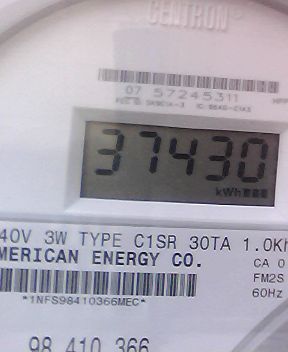 CENTRON®
07 57245311
37430
kWh
40V 3W TYPE C1SR 30TA 1.0Kh
MERICAN ENERGY CO.
CA 0
FM2S
60Hz
*1NFS98410366MEC*
98 410 366